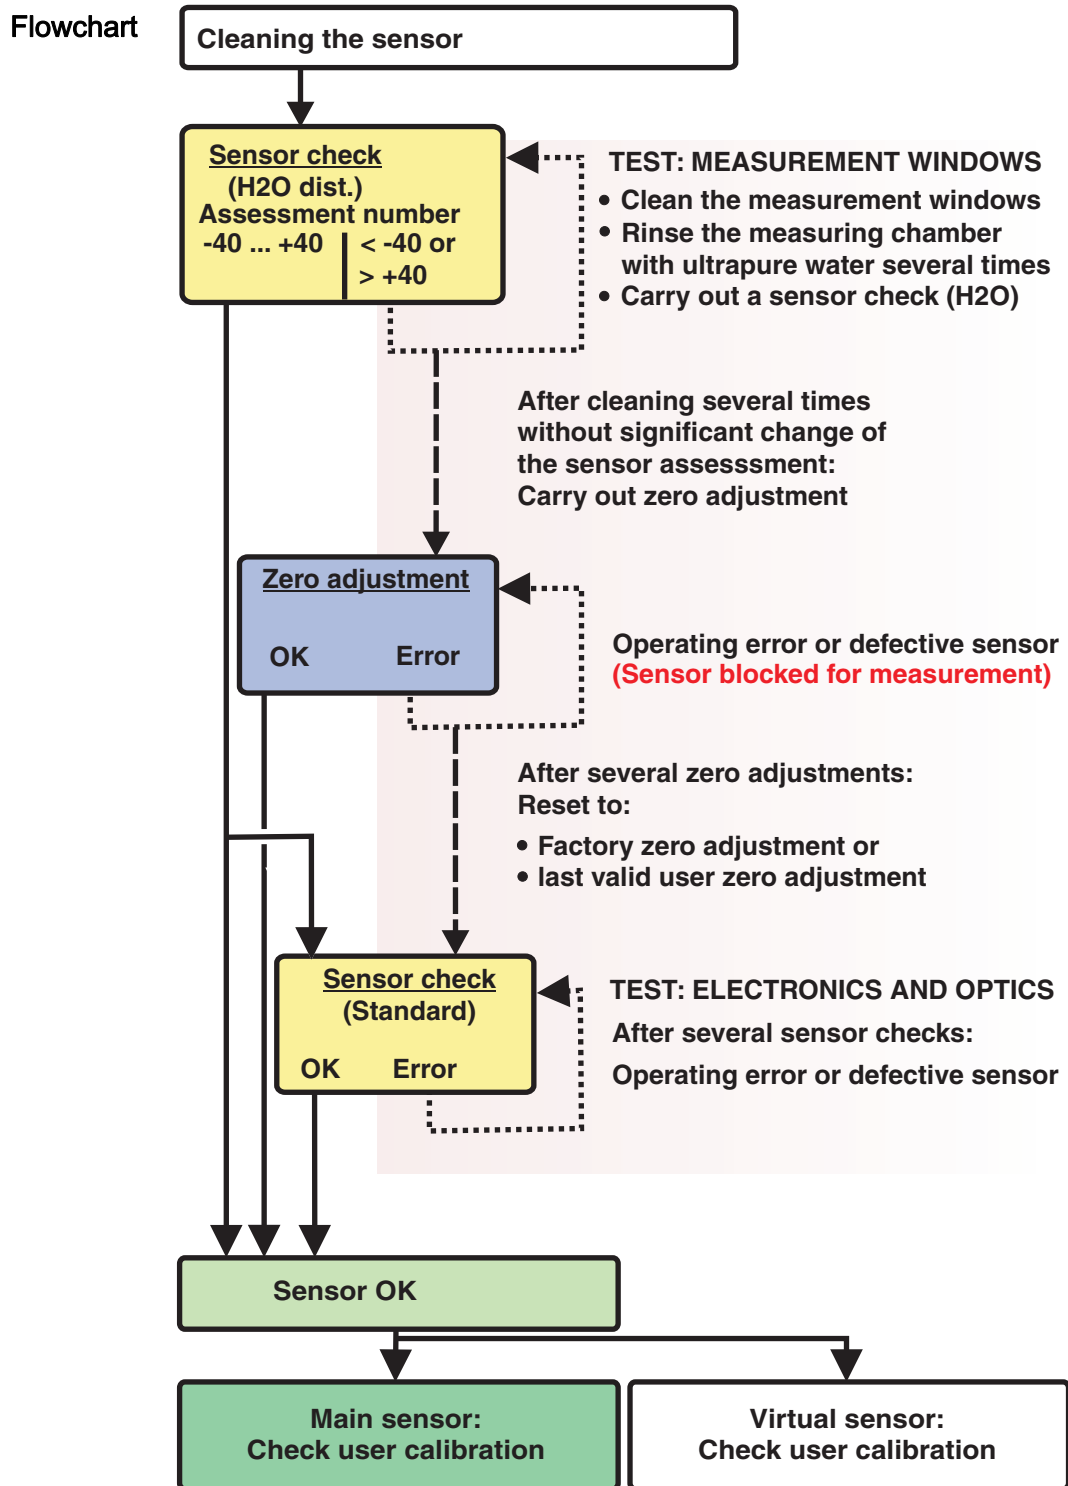 Flowchart
Cleaning the sensor
Sensor check
(H2O dist.)
Assessment number
-40 ... +40 < -40 or
> +40
TEST: MEASUREMENT WINDOWS
• Clean the measurement windows
• Rinse the measuring chamber
with ultrapure water several times
• Carry out a sensor check (H2O)
After cleaning several times
without significant change of
the sensor assesssment:
Carry out zero adjustment
Zero adjustment
OK Error
Operating error or defective sensor
(Sensor blocked for measurement)
After several zero adjustments:
Reset to:
• Factory zero adjustment or
• last valid user zero adjustment
Sensor check
(Standard)
OK Error
TEST: ELECTRONICS AND OPTICS
After several sensor checks:
Operating error or defective sensor
Sensor OK
Main sensor:
Check user calibration
Virtual sensor:
Check user calibration